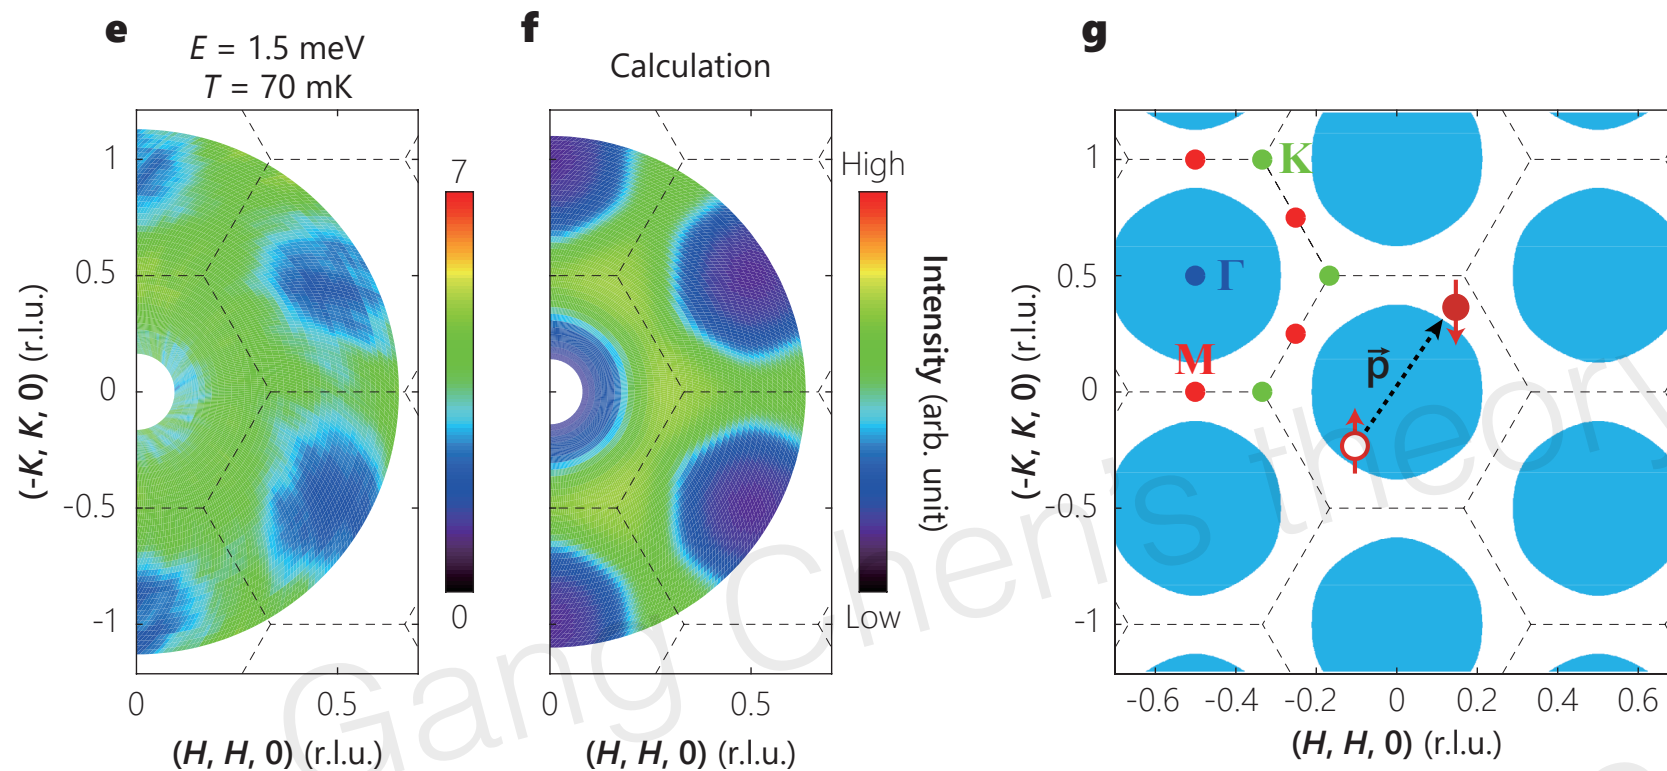 e
E = 1.5 meV
T = 70 mK
(-K, K, 0) (r.l.u.)
1
0.5
0
-0.5
-1
0
0.5
(H, H, 0) (r.l.u.)
7
0
f
Calculation
0
0.5
(H, H, 0) (r.l.u.)
High
Low
Intensity (arb. unit)
g
(-K, K, 0) (r.l.u.)
1
0.5
0
-0.5
-1
K
Γ
M
p⃗
-0.6
-0.4
-0.2
0
0.2
0.4
0.6
(H, H, 0) (r.l.u.)
Gang Chen's theory